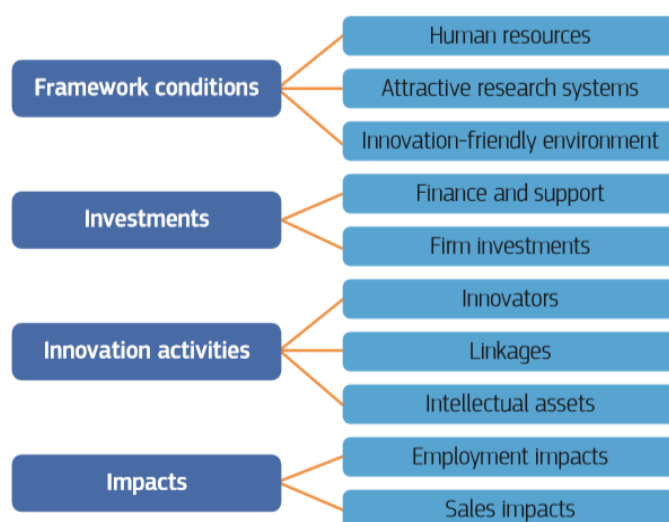 Framework conditions
Human resources
Attractive research systems
Innovation-friendly environment
Investments
Finance and support
Firm investments
Innovation activities
Innovators
Linkages
Intellectual assets
Impacts
Employment impacts
Sales impacts